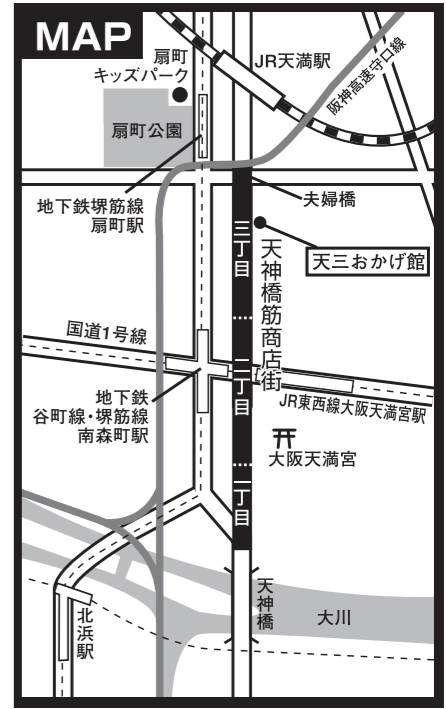 MAP
扇町
キッズパーク
JR天満駅
阪神高速守口線
扇町公園
地下鉄堺筋線
扇町駅
夫婦橋
天三おかげ館
三丁目
天神橋筋商店街
国道1号線
二丁目
地下鉄
谷町線・堺筋線
南森町駅
JR東西線大阪天満宮駅
大阪天満宮
一丁目
天神橋
大川
北浜駅